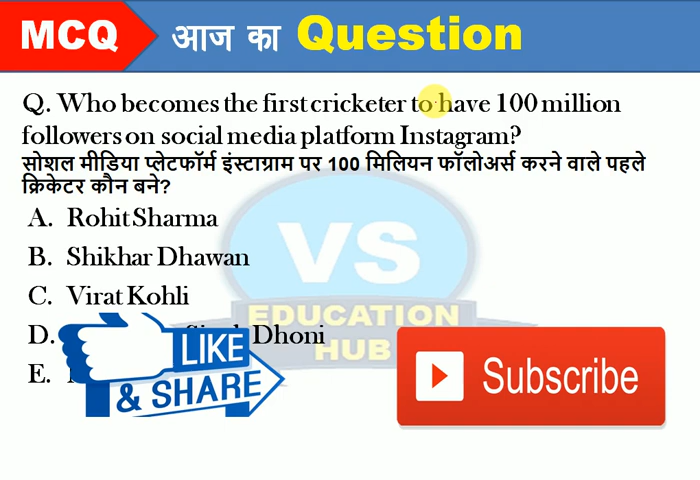 MCQ आज का Question
Q. Who becomes the first cricketer to have 100 million
followers on social media platform Instagram?
सोशल मीडिया प्लेटफॉर्म इंस्टाग्राम पर 100 मिलियन फॉलोअर्स करने वाले पहले
क्रिकेटर कौन बने?
A. Rohit Sharma
B. Shikhar Dhawan
C. Virat Kohli
D. Dhoni
E.
VS
EDUCATION
HUB
LIKE
& SHARE
Subscribe